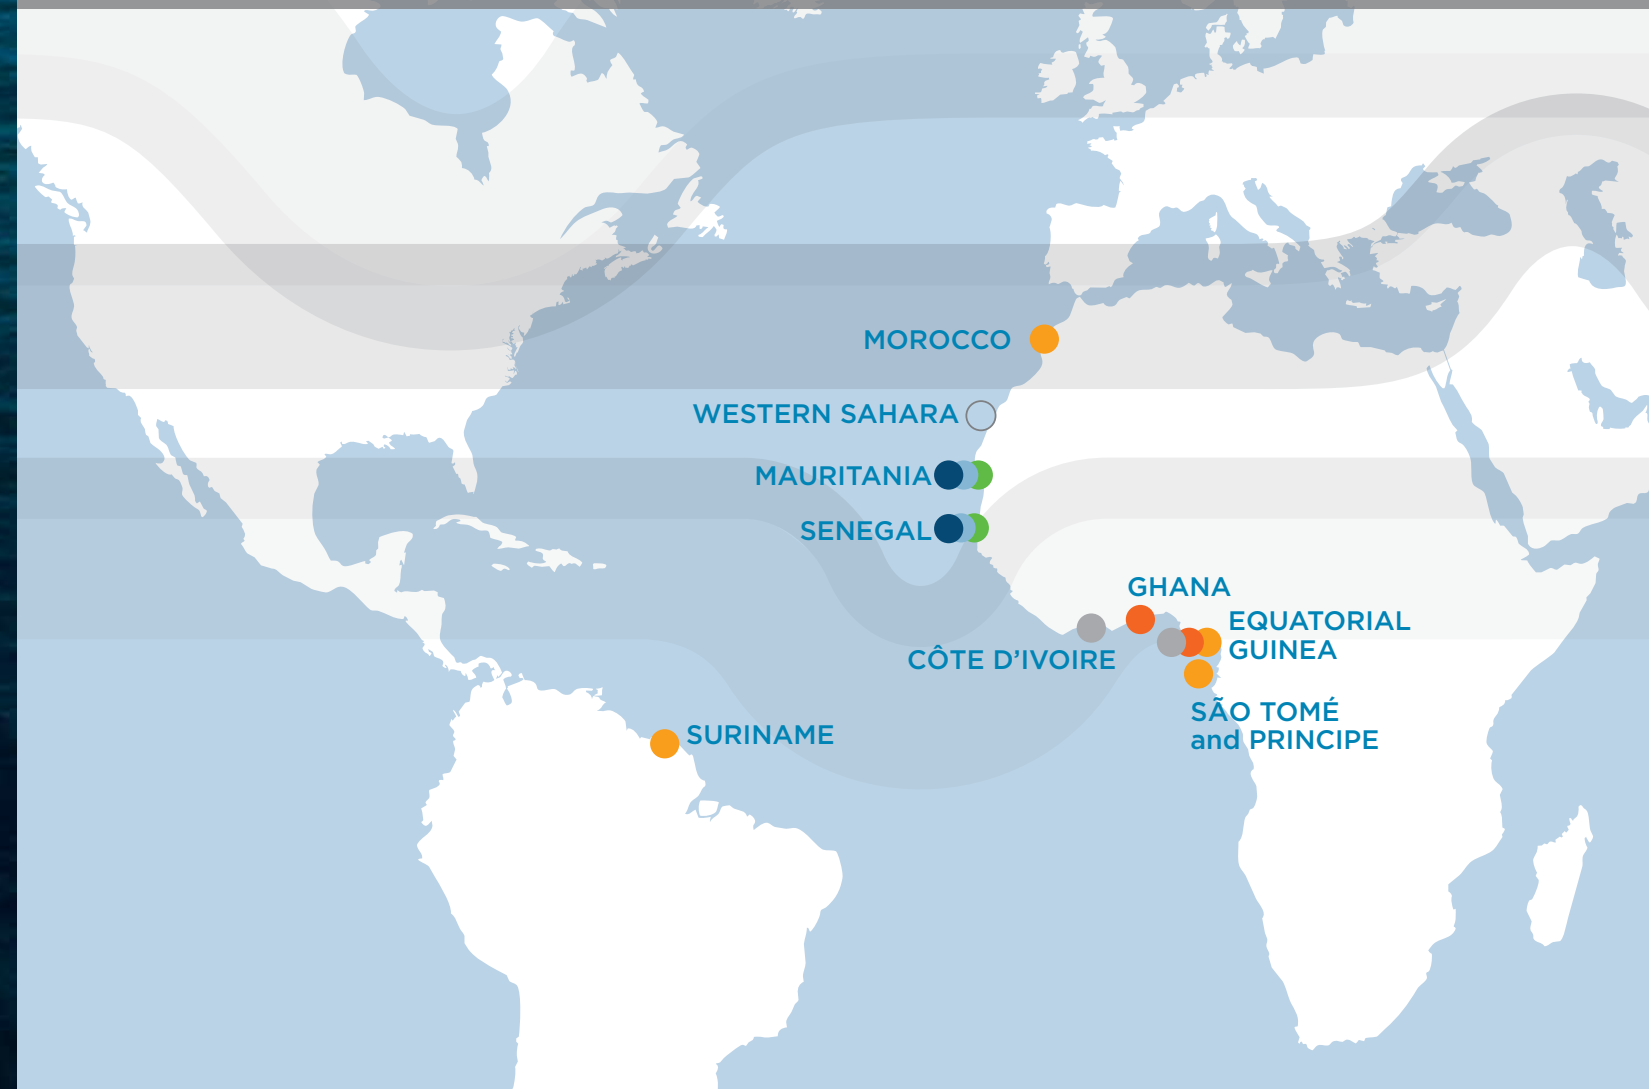 MOROCCO
WESTERN SAHARA
MAURITANIA
SENEGAL
GHANA
EQUATORIAL
GUINEA
CÔTE D’IVOIRE
SÃO TOMÉ
and PRINCIPE
SURINAME